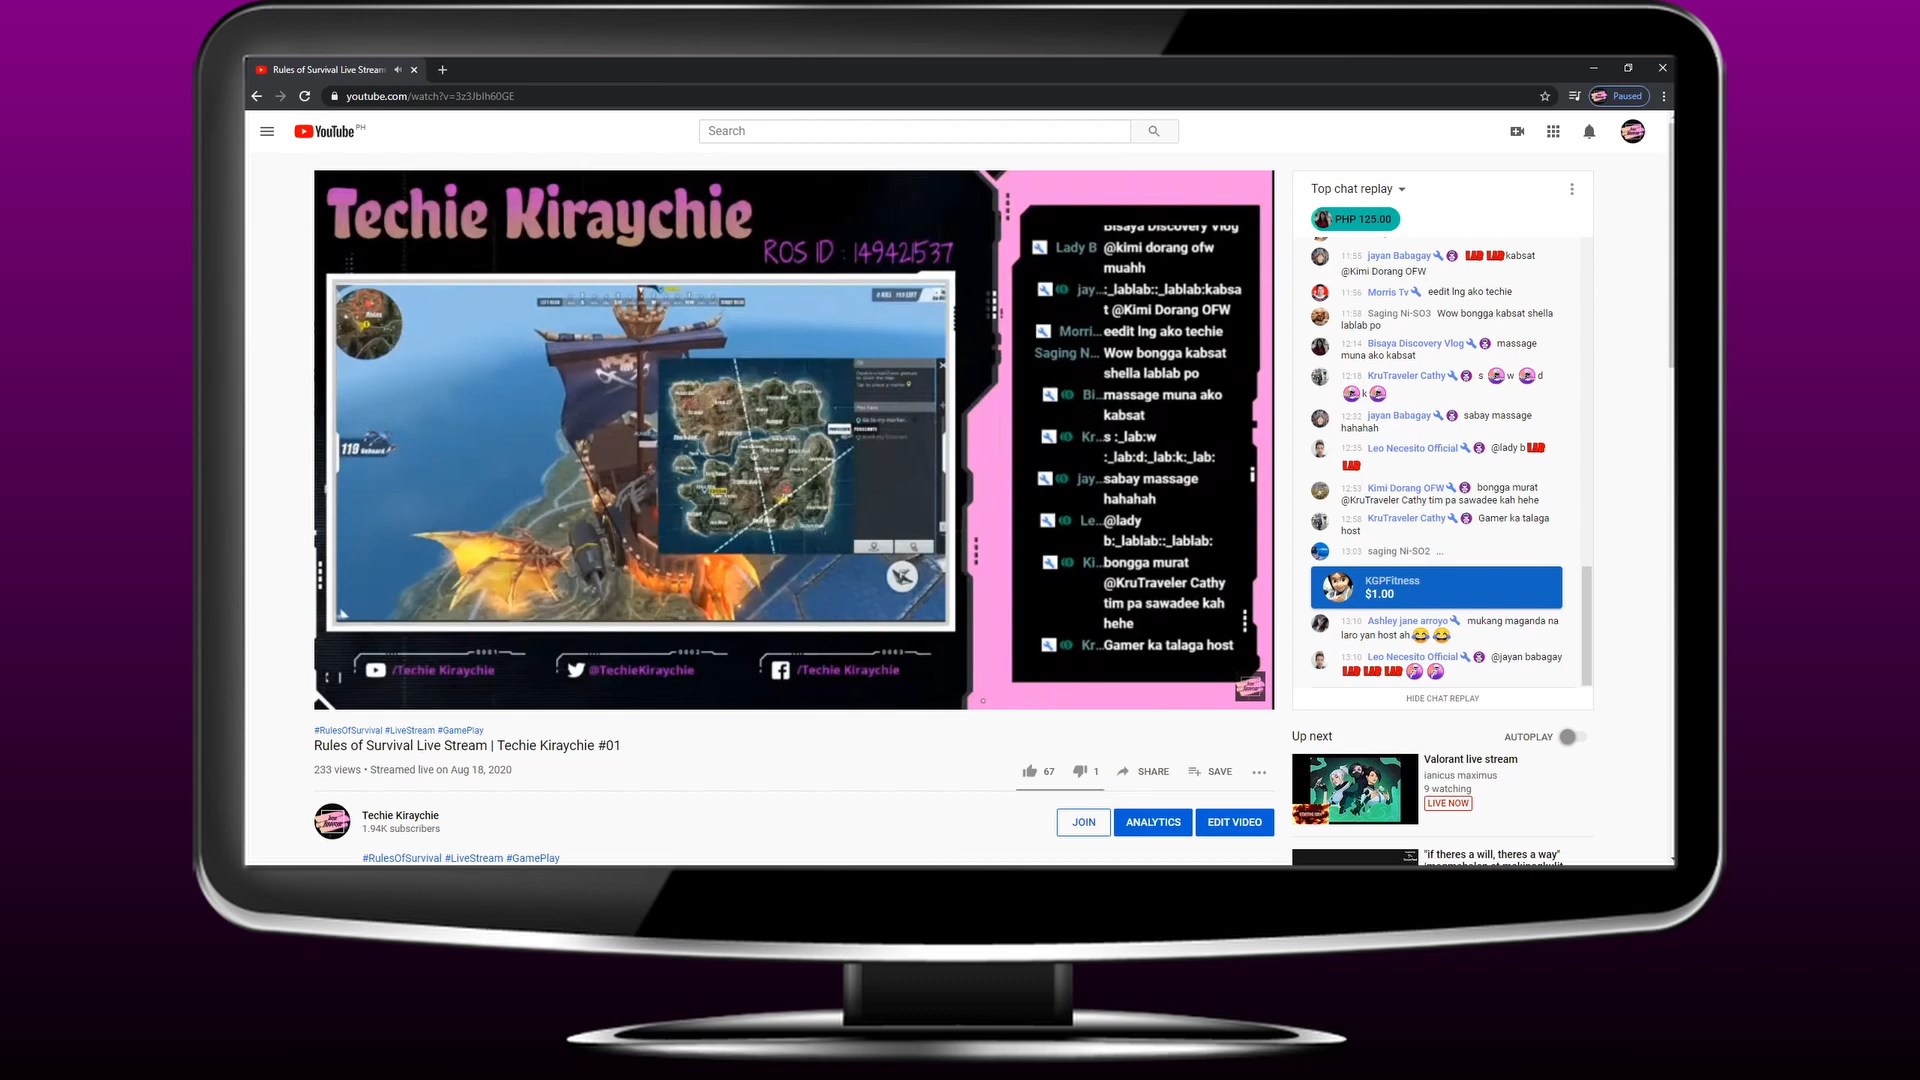 Rules of Survival Live Stream
youtube.com/watch?v=3z3JbIh60GE
Paused
YouTube PH
Search
Techie Kiraychie
ROS ID : 149421537
119 Onboard
/Techie Kiraychie
@TechieKiraychie
/Techie Kiraychie
0001
0002
0003
Bisaya Discovery Vlog
Lady B @kimi dorang ofw
muahh
jay...:_lablab::_lablab:kabsa
t @Kimi Dorang OFW
Morri...eedit lng ako techie
Saging N... Wow bongga kabsat
shella lablab po
Bi...massage muna ako
kabsat
Kr...s :_lab:w
:_lab:d:_lab:k:_lab:
jay...sabay massage
hahahah
Le...@lady
b:_lablab::_lablab:
Ki...bongga murat
@KruTraveler Cathy
tim pa sawadee kah
hehe
Kr...Gamer ka talaga host
Top chat replay
PHP 125.00
11:55 jayan Babagay LAB LAB kabsat
@Kimi Dorang OFW
11:56 Morris Tv eedit lng ako techie
11:58 Saging Ni-SO3 Wow bongga kabsat shella
lablab po
12:14 Bisaya Discovery Vlog massage
muna ako kabsat
12:18 KruTraveler Cathy s w d
k
12:32 jayan Babagay sabay massage
hahahah
12:35 Leo Necesito Official @lady b LAB
LAB
12:53 Kimi Dorang OFW bongga murat
@KruTraveler Cathy tim pa sawadee kah hehe
12:58 KruTraveler Cathy Gamer ka talaga
host
13:03 saging Ni-SO2 ...
KGPFitness
$1.00
13:10 Ashley jane arroyo mukang maganda na
laro yan host ah
13:10 Leo Necesito Official @jayan babagay
LAB LAB LAB
HIDE CHAT REPLAY
#RulesOfSurvival #LiveStream #GamePlay
Rules of Survival Live Stream | Techie Kiraychie #01
233 views • Streamed live on Aug 18, 2020
67 1 SHARE SAVE
Techie Kiraychie
1.94K subscribers
JOIN ANALYTICS EDIT VIDEO
#RulesOfSurvival #LiveStream #GamePlay
Up next
AUTOPLAY
Valorant live stream
ianicus maximus
9 watching
LIVE NOW
"if theres a will, theres a way"